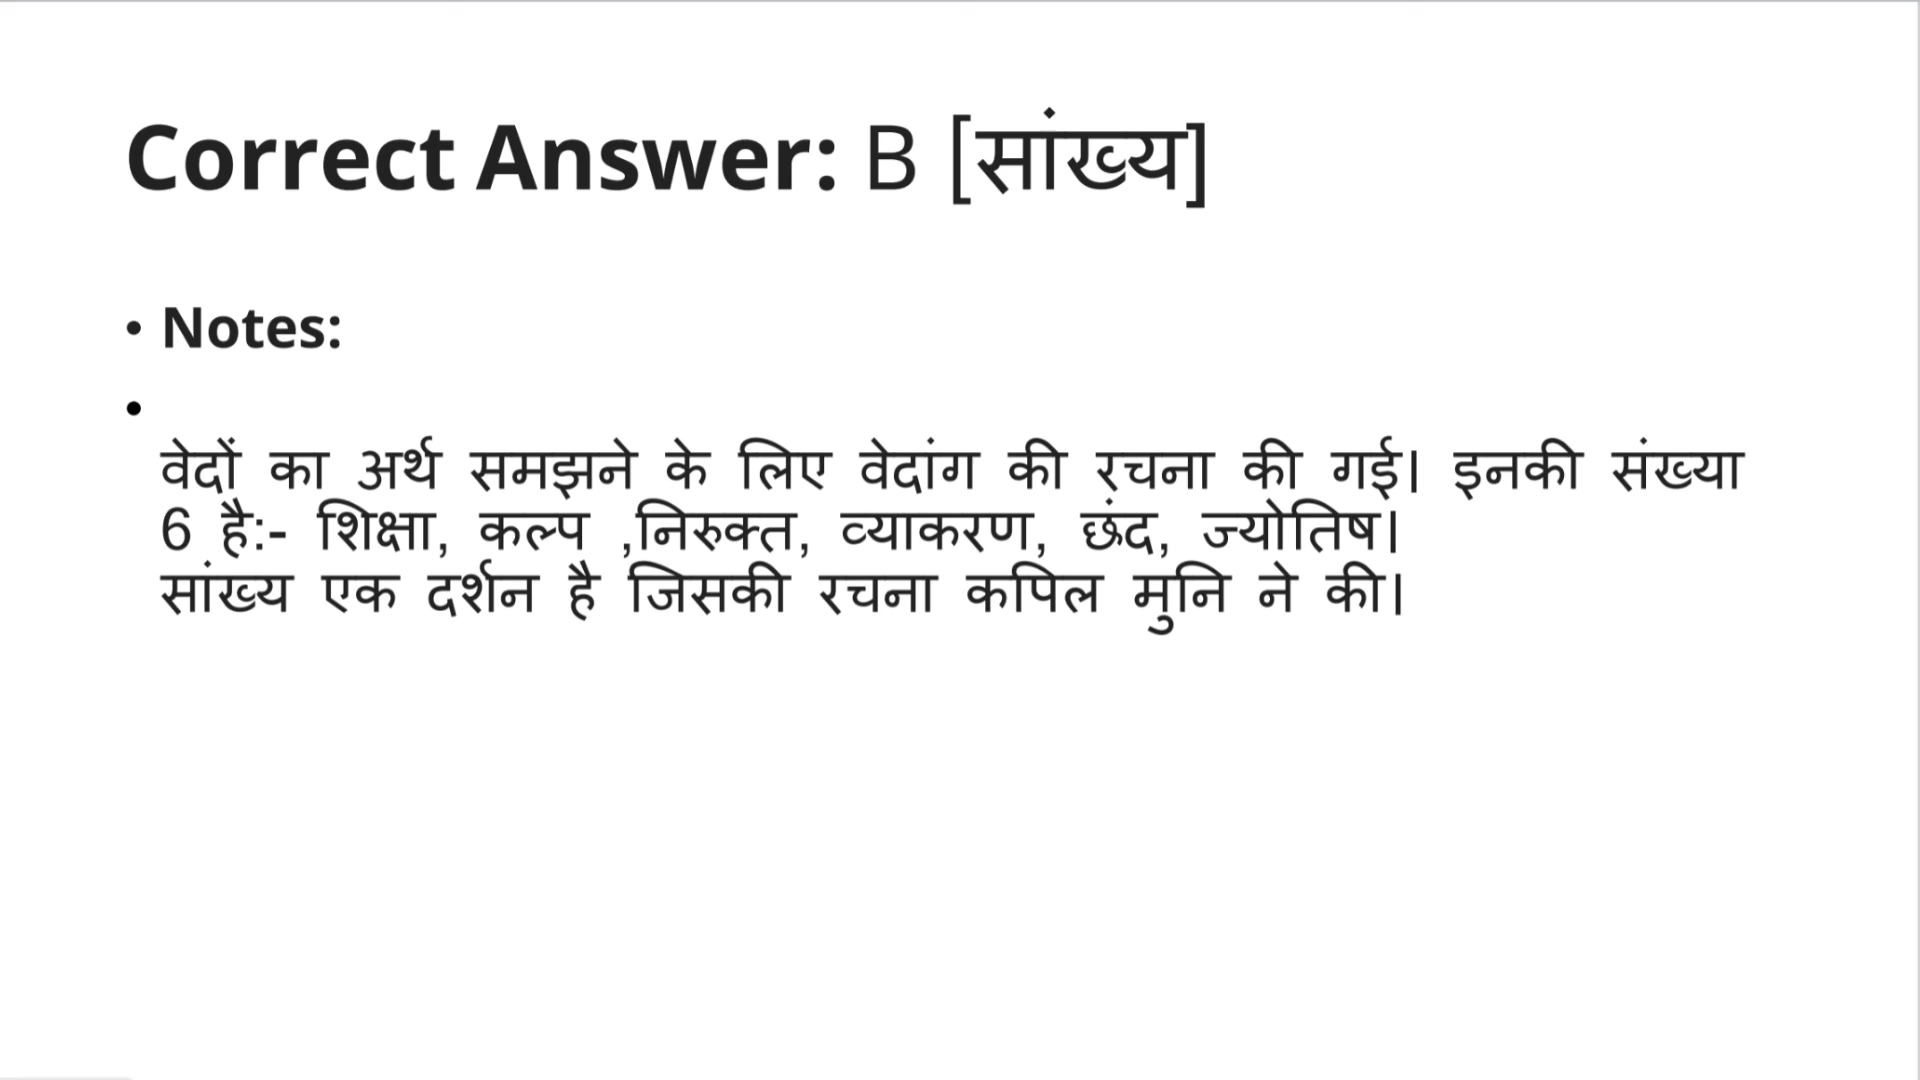 Correct Answer: B [सांख्य]
• Notes:
•
वेदों का अर्थ समझने के लिए वेदांग की रचना की गई। इनकी संख्या
6 है:- शिक्षा, कल्प ,निरुक्त, व्याकरण, छंद, ज्योतिष।
सांख्य एक दर्शन है जिसकी रचना कपिल मुनि ने की।